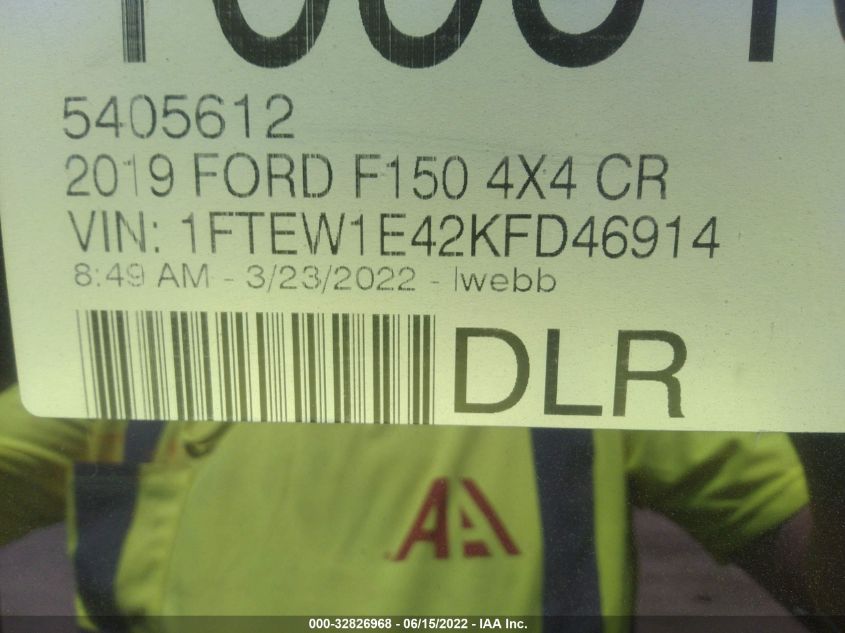 5405612
2019 FORD F150 4X4 CR
VIN: 1FTEW1E42KFD46914
8:49 AM - 3/23/2022 - lwebb
DLR
000-32826968 - 06/15/2022 - IAA Inc.